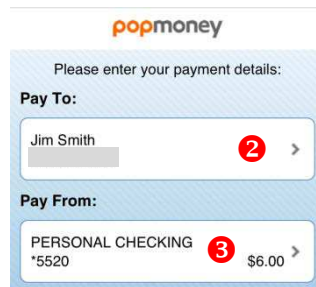 popmoney
Please enter your payment details:
Pay To:
Jim Smith
2 >
Pay From:
PERSONAL CHECKING
3 >
*5520 $6.00